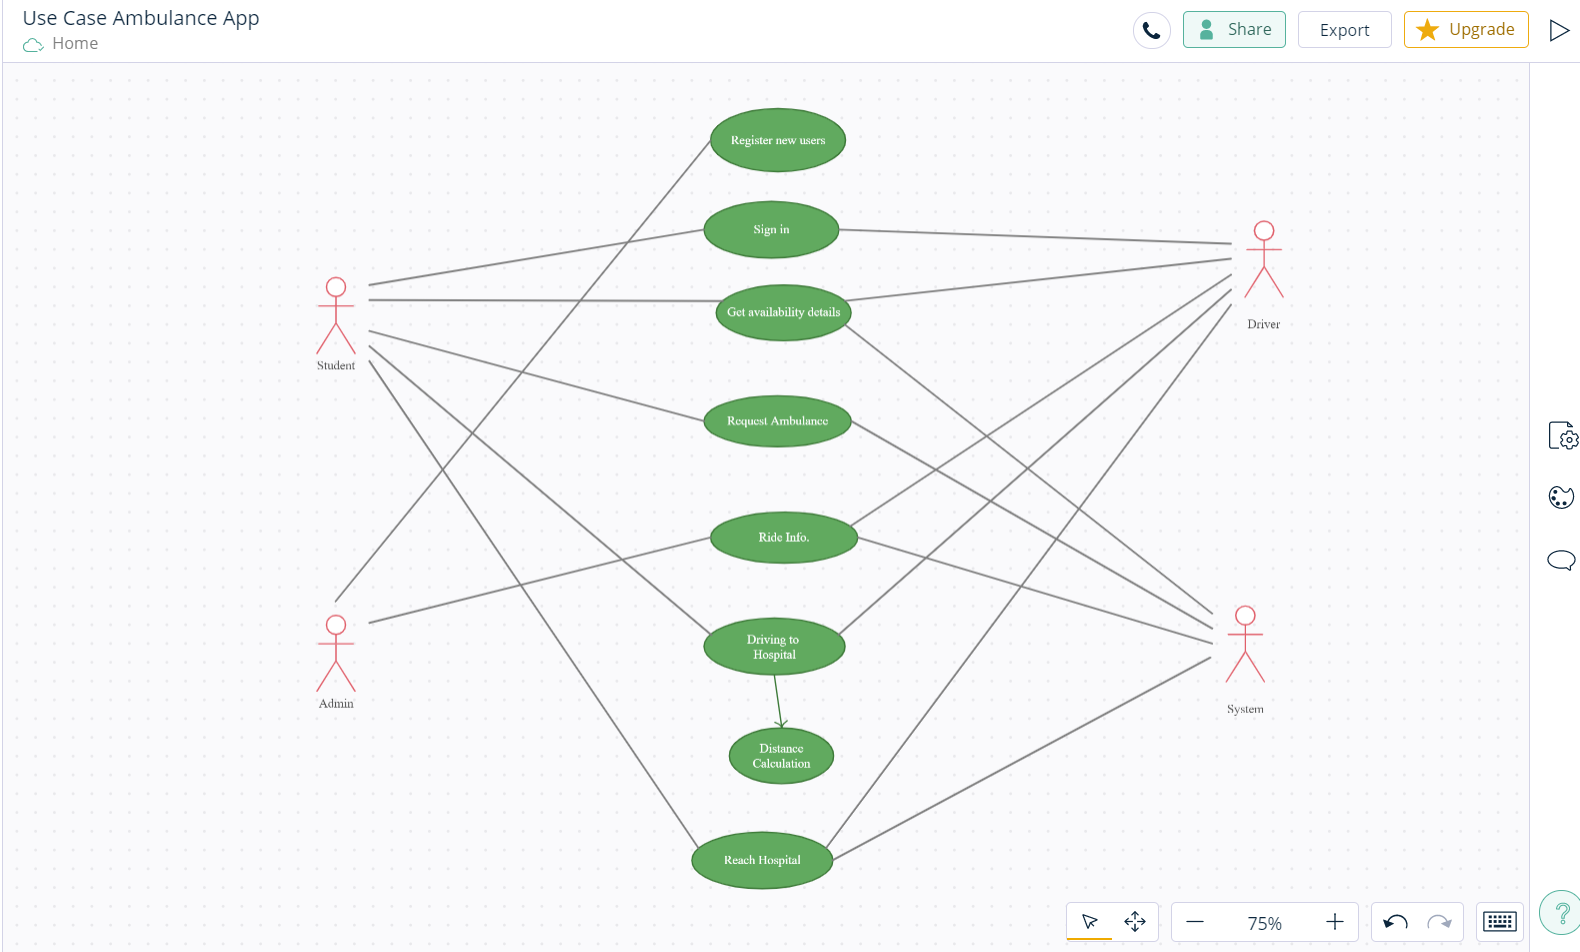 Use Case Ambulance App
Home
Share
Export
Upgrade
Register new users
Sign in
Get availability details
Driver
Student
Request Ambulance
Ride Info.
Driving to
Hospital
Admin
System
Distance
Calculation
Reach Hospital
75%
?